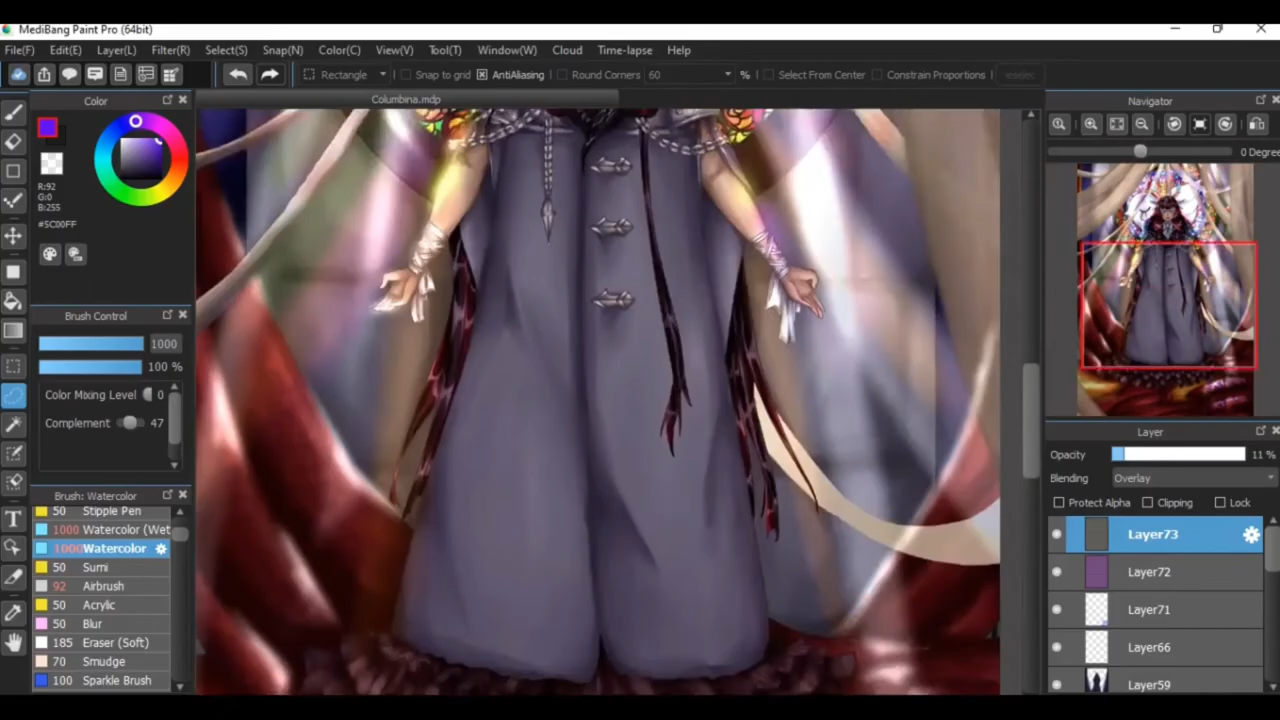 MediBang Paint Pro (64bit)
File(F) Edit(E) Layer(L) Filter(R) Select(S) Snap(N) Color(C) View(V) Tool(T) Window(W) Cloud Time-lapse Help
Rectangle Snap to grid AntiAliasing Round Corners 60 % Select From Center Constrain Proportions
Color
Columbina.mdp
Navigator
0 Degree
R:92
G:0
B:255
#5C00FF
Brush Control
1000
100 %
Color Mixing Level 0
Complement 47
Brush: Watercolor
50 Stipple Pen
1000 Watercolor (Wet
1000 Watercolor
50 Sumi
92 Airbrush
50 Acrylic
50 Blur
185 Eraser (Soft)
70 Smudge
100 Sparkle Brush
Layer
Opacity 11 %
Blending Overlay
Protect Alpha Clipping Lock
Layer73
Layer72
Layer71
Layer66
Layer59